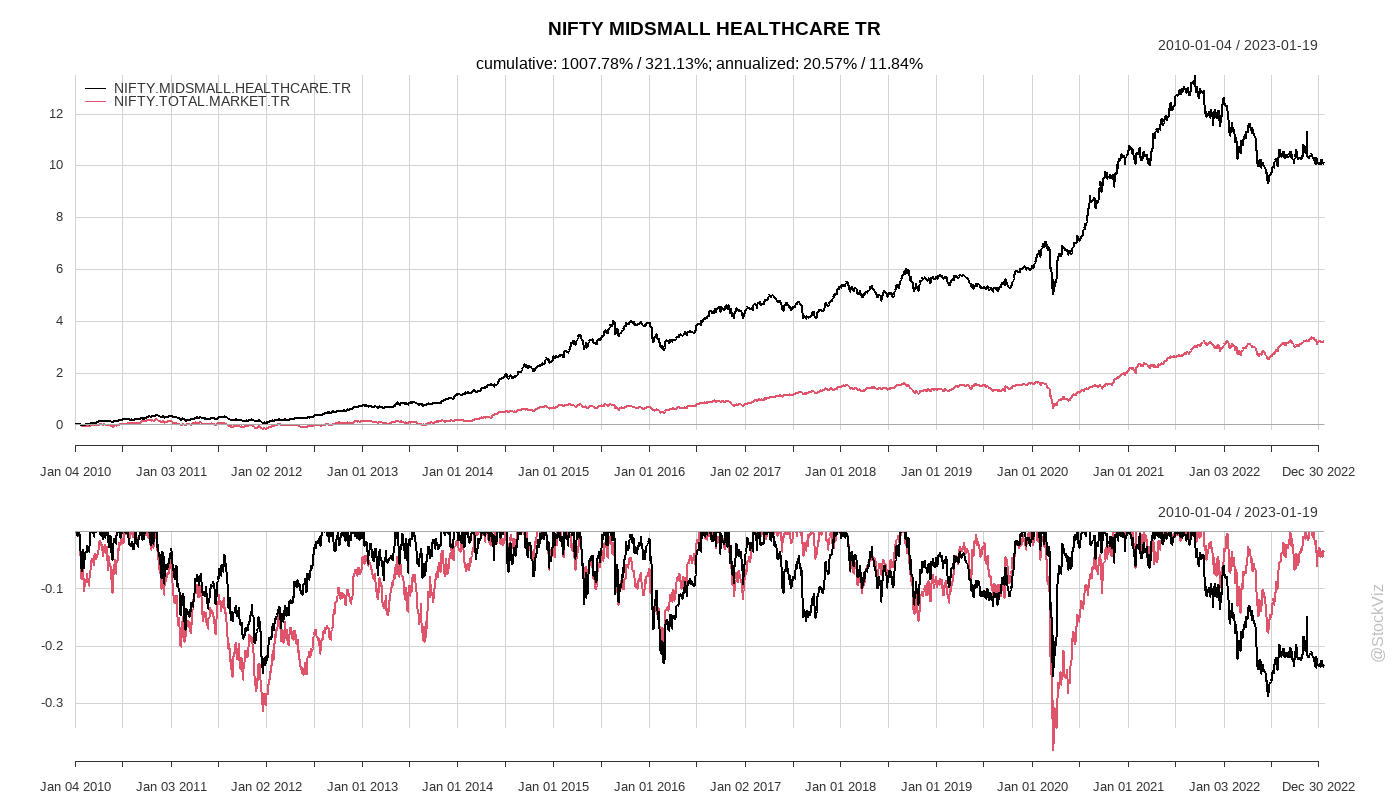 NIFTY MIDSMALL HEALTHCARE TR
2010-01-04 / 2023-01-19
cumulative: 1007.78% / 321.13%; annualized: 20.57% / 11.84%
NIFTY.MIDSMALL.HEALTHCARE.TR
NIFTY.TOTAL.MARKET.TR
12
10
8
6
4
2
0
Jan 04 2010 Jan 03 2011 Jan 02 2012 Jan 01 2013 Jan 01 2014 Jan 01 2015 Jan 01 2016 Jan 02 2017 Jan 01 2018 Jan 01 2019 Jan 01 2020 Jan 01 2021 Jan 03 2022 Dec 30 2022
2010-01-04 / 2023-01-19
-0.1
-0.2
-0.3
Jan 04 2010 Jan 03 2011 Jan 02 2012 Jan 01 2013 Jan 01 2014 Jan 01 2015 Jan 01 2016 Jan 02 2017 Jan 01 2018 Jan 01 2019 Jan 01 2020 Jan 01 2021 Jan 03 2022 Dec 30 2022
@StockViz